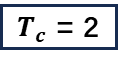 T_c = 2